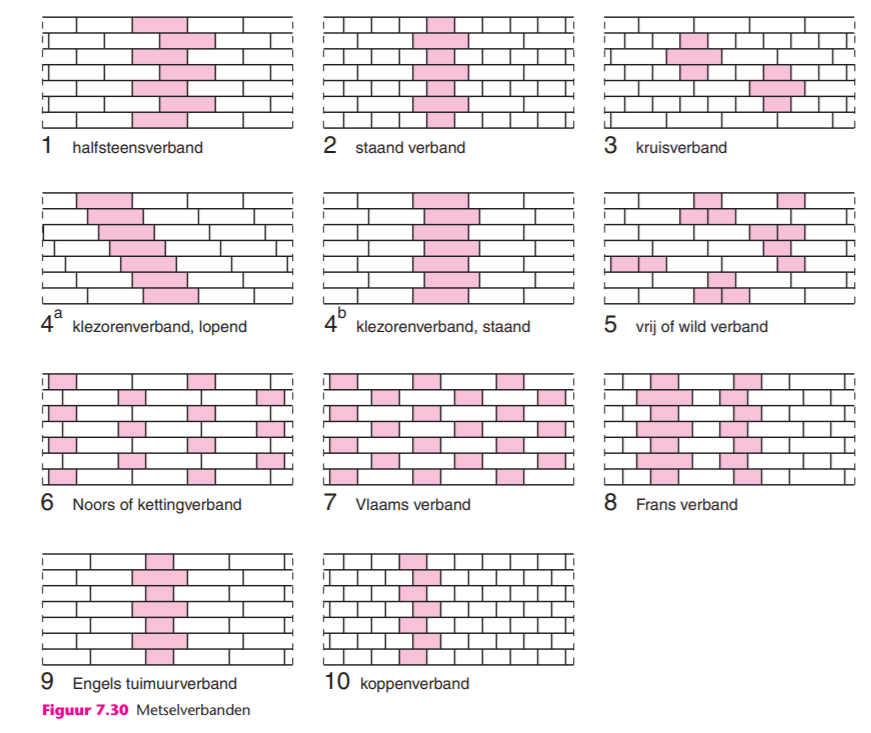 1 halfsteensverband
2 staand verband
3 kruisverband
4a klezorenverband, lopend
4b klezorenverband, staand
5 vrij of wild verband
6 Noors of kettingverband
7 Vlaams verband
8 Frans verband
9 Engels tuimuurverband
10 koppenverband
Figuur 7.30 Metselverbanden